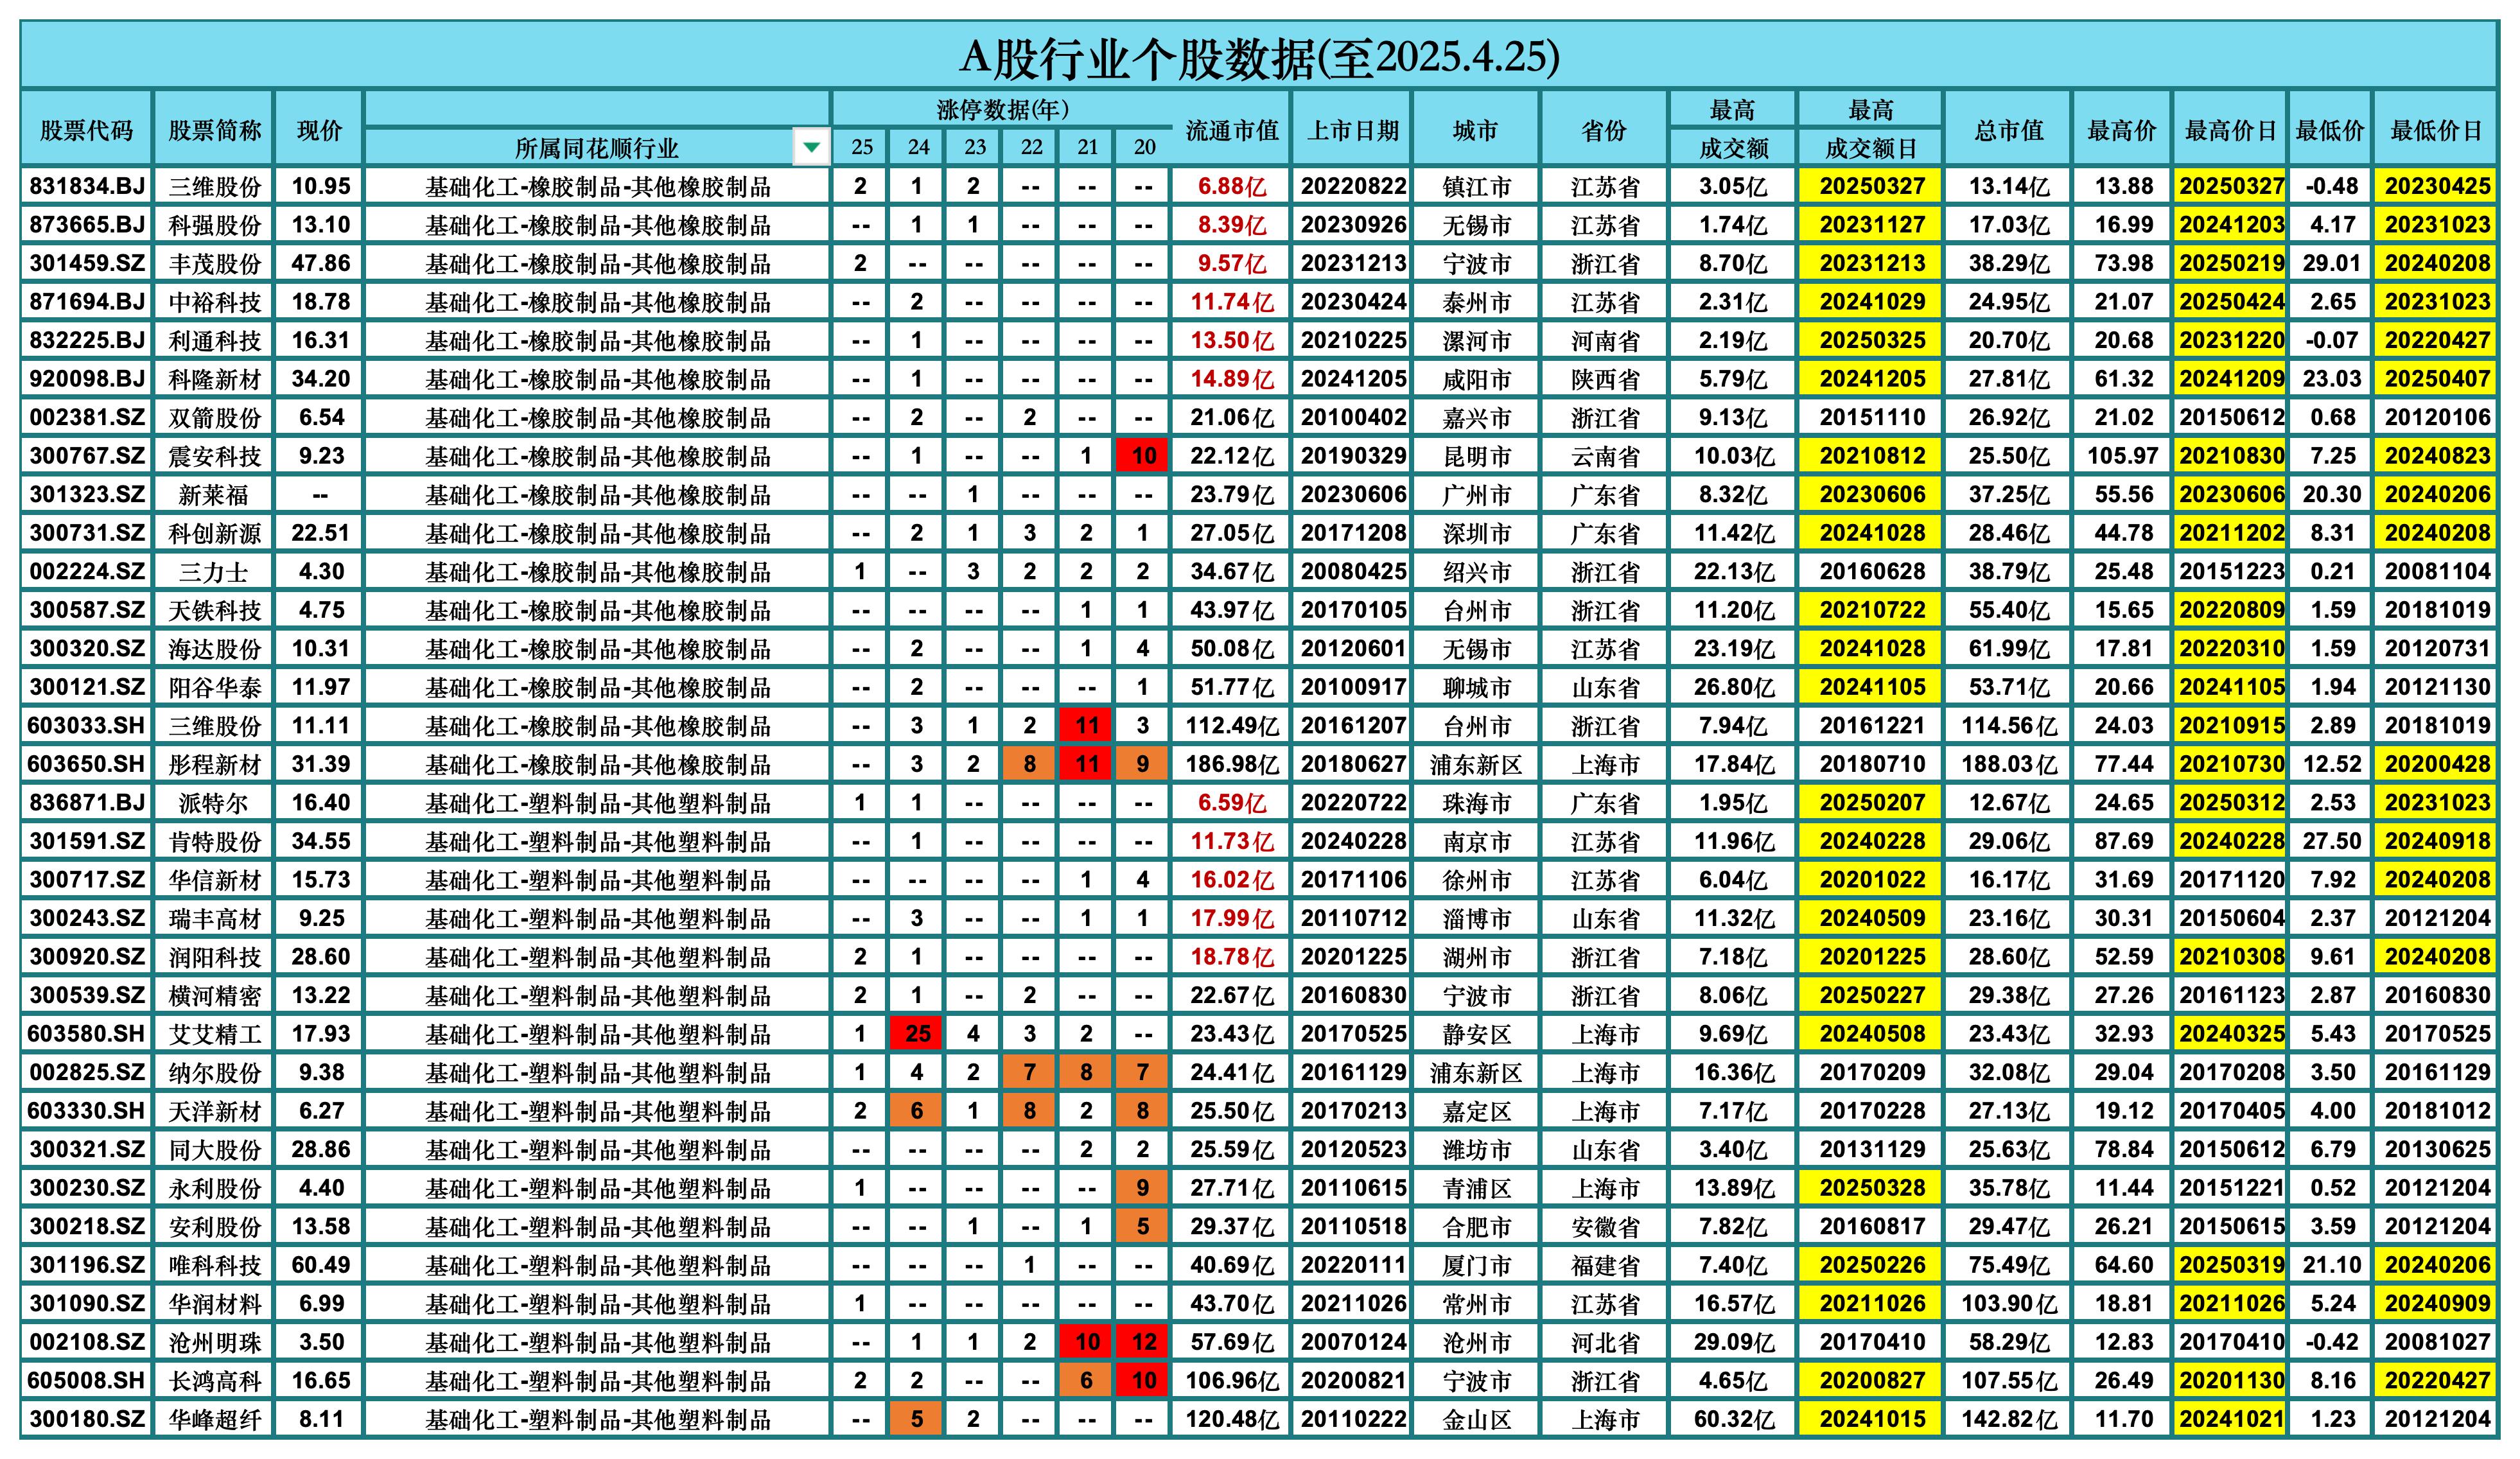 A股行业个股数据(至2025.4.25)
股票代码 股票简称 现价 所属同花顺行业 涨停数据(年) 25 24 23 22 21 20 流通市值 上市日期 城市 省份 最高成交额 最高成交额日 总市值 最高价 最高价日 最低价 最低价日
831834.BJ 三维股份 10.95 基础化工-橡胶制品-其他橡胶制品 2 1 2 -- -- -- 6.88亿 20220822 镇江市 江苏省 3.05亿 20250327 13.14亿 13.88 20250327 -0.48 20230425
873665.BJ 科强股份 13.10 基础化工-橡胶制品-其他橡胶制品 -- 1 1 -- -- -- 8.39亿 20230926 无锡市 江苏省 1.74亿 20231127 17.03亿 16.99 20241203 4.17 20231023
301459.SZ 丰茂股份 47.86 基础化工-橡胶制品-其他橡胶制品 2 -- -- -- -- -- 9.57亿 20231213 宁波市 浙江省 8.70亿 20231213 38.29亿 73.98 20250219 29.01 20240208
871694.BJ 中裕科技 18.78 基础化工-橡胶制品-其他橡胶制品 -- 2 -- -- -- -- 11.74亿 20230424 泰州市 江苏省 2.31亿 20241029 24.95亿 21.07 20250424 2.65 20231023
832225.BJ 利通科技 16.31 基础化工-橡胶制品-其他橡胶制品 -- 1 -- -- -- -- 13.50亿 20210225 漯河市 河南省 2.19亿 20250325 20.70亿 20.68 20231220 -0.07 20220427
920098.BJ 科隆新材 34.20 基础化工-橡胶制品-其他橡胶制品 -- 1 -- -- -- -- 14.89亿 20241205 咸阳市 陕西省 5.79亿 20241205 27.81亿 61.32 20241209 23.03 20250407
002381.SZ 双箭股份 6.54 基础化工-橡胶制品-其他橡胶制品 -- 2 -- 2 -- -- 21.06亿 20100402 嘉兴市 浙江省 9.13亿 20151110 26.92亿 21.02 20150612 0.68 20120106
300767.SZ 震安科技 9.23 基础化工-橡胶制品-其他橡胶制品 -- 1 -- -- 1 10 22.12亿 20190329 昆明市 云南省 10.03亿 20210812 25.50亿 105.97 20210830 7.25 20240823
301323.SZ 新莱福 -- 基础化工-橡胶制品-其他橡胶制品 -- -- 1 -- -- -- 23.79亿 20230606 广州市 广东省 8.32亿 20230606 37.25亿 55.56 20230606 20.30 20240206
300731.SZ 科创新源 22.51 基础化工-橡胶制品-其他橡胶制品 -- 2 1 3 2 1 27.05亿 20171208 深圳市 广东省 11.42亿 20241028 28.46亿 44.78 20211202 8.31 20240208
002224.SZ 三力士 4.30 基础化工-橡胶制品-其他橡胶制品 1 -- 3 2 2 2 34.67亿 20080425 绍兴市 浙江省 22.13亿 20160628 38.79亿 25.48 20151223 0.21 20081104
300587.SZ 天铁科技 4.75 基础化工-橡胶制品-其他橡胶制品 -- -- -- -- 1 1 43.97亿 20170105 台州市 浙江省 11.20亿 20210722 55.40亿 15.65 20220809 1.59 20181019
300320.SZ 海达股份 10.31 基础化工-橡胶制品-其他橡胶制品 -- 2 -- -- 1 4 50.08亿 20120601 无锡市 江苏省 23.19亿 20241028 61.99亿 17.81 20220310 1.59 20120731
300121.SZ 阳谷华泰 11.97 基础化工-橡胶制品-其他橡胶制品 -- 2 -- -- -- 1 51.77亿 20100917 聊城市 山东省 26.80亿 20241105 53.71亿 20.66 20241105 1.94 20121130
603033.SH 三维股份 11.11 基础化工-橡胶制品-其他橡胶制品 -- 3 1 2 11 3 112.49亿 20161207 台州市 浙江省 7.94亿 20161221 114.56亿 24.03 20210915 2.89 20181019
603650.SH 彤程新材 31.39 基础化工-橡胶制品-其他橡胶制品 -- 3 2 8 11 9 186.98亿 20180627 浦东新区 上海市 17.84亿 20180710 188.03亿 77.44 20210730 12.52 20200428
836871.BJ 派特尔 16.40 基础化工-塑料制品-其他塑料制品 1 1 -- -- -- -- 6.59亿 20220722 珠海市 广东省 1.95亿 20250207 12.67亿 24.65 20250312 2.53 20231023
301591.SZ 肯特股份 34.55 基础化工-塑料制品-其他塑料制品 -- 1 -- -- -- -- 11.73亿 20240228 南京市 江苏省 11.96亿 20240228 29.06亿 87.69 20240228 27.50 20240918
300717.SZ 华信新材 15.73 基础化工-塑料制品-其他塑料制品 -- -- -- -- 1 4 16.02亿 20171106 徐州市 江苏省 6.04亿 20201022 16.17亿 31.69 20171120 7.92 20240208
300243.SZ 瑞丰高材 9.25 基础化工-塑料制品-其他塑料制品 -- 3 -- -- 1 1 17.99亿 20110712 淄博市 山东省 11.32亿 20240509 23.16亿 30.31 20150604 2.37 20121204
300920.SZ 润阳科技 28.60 基础化工-塑料制品-其他塑料制品 2 1 -- -- -- -- 18.78亿 20201225 湖州市 浙江省 7.18亿 20201225 28.60亿 52.59 20210308 9.61 20240208
300539.SZ 横河精密 13.22 基础化工-塑料制品-其他塑料制品 2 1 -- 2 -- -- 22.67亿 20160830 宁波市 浙江省 8.06亿 20250227 29.38亿 27.26 20161123 2.87 20160830
603580.SH 艾艾精工 17.93 基础化工-塑料制品-其他塑料制品 1 25 4 3 2 -- 23.43亿 20170525 静安区 上海市 9.69亿 20240508 23.43亿 32.93 20240325 5.43 20170525
002825.SZ 纳尔股份 9.38 基础化工-塑料制品-其他塑料制品 1 4 2 7 8 7 24.41亿 20161129 浦东新区 上海市 16.36亿 20170209 32.08亿 29.04 20170208 3.50 20161129
603330.SH 天洋新材 6.27 基础化工-塑料制品-其他塑料制品 2 6 1 8 2 8 25.50亿 20170213 嘉定区 上海市 7.17亿 20170228 27.13亿 19.12 20170405 4.00 20181012
300321.SZ 同大股份 28.86 基础化工-塑料制品-其他塑料制品 -- -- -- -- 2 2 25.59亿 20120523 潍坊市 山东省 3.40亿 20131129 25.63亿 78.84 20150612 6.79 20130625
300230.SZ 永利股份 4.40 基础化工-塑料制品-其他塑料制品 1 -- -- -- -- 9 27.71亿 20110615 青浦区 上海市 13.89亿 20250328 35.78亿 11.44 20151221 0.52 20121204
300218.SZ 安利股份 13.58 基础化工-塑料制品-其他塑料制品 -- -- 1 -- 1 5 29.37亿 20110518 合肥市 安徽省 7.82亿 20160817 29.47亿 26.21 20150615 3.59 20121204
301196.SZ 唯科科技 60.49 基础化工-塑料制品-其他塑料制品 -- -- -- 1 -- -- 40.69亿 20220111 厦门市 福建省 7.40亿 20250226 75.49亿 64.60 20250319 21.10 20240206
301090.SZ 华润材料 6.99 基础化工-塑料制品-其他塑料制品 1 -- -- -- -- -- 43.70亿 20211026 常州市 江苏省 16.57亿 20211026 103.90亿 18.81 20211026 5.24 20240909
002108.SZ 沧州明珠 3.50 基础化工-塑料制品-其他塑料制品 -- 1 1 2 10 12 57.69亿 20070124 沧州市 河北省 29.09亿 20170410 58.29亿 12.83 20170410 -0.42 20081027
605008.SH 长鸿高科 16.65 基础化工-塑料制品-其他塑料制品 2 2 -- -- 6 10 106.96亿 20200821 宁波市 浙江省 4.65亿 20200827 107.55亿 26.49 20201130 8.16 20220427
300180.SZ 华峰超纤 8.11 基础化工-塑料制品-其他塑料制品 -- 5 2 -- -- -- 120.48亿 20110222 金山区 上海市 60.32亿 20241015 142.82亿 11.70 20241021 1.23 20121204